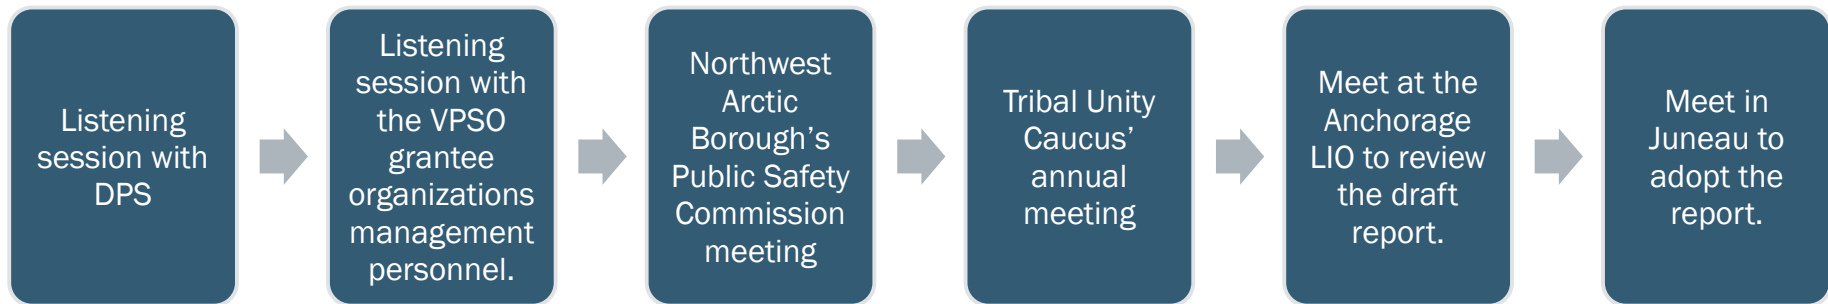 Listening
session with
DPS
Listening
session with
the VPSO
grantee
organizations
management
personnel.
Northwest
Arctic
Borough’s
Public Safety
Commission
meeting
Tribal Unity
Caucus’
annual
meeting
Meet at the
Anchorage
LIO to review
the draft
report.
Meet in
Juneau to
adopt the
report.